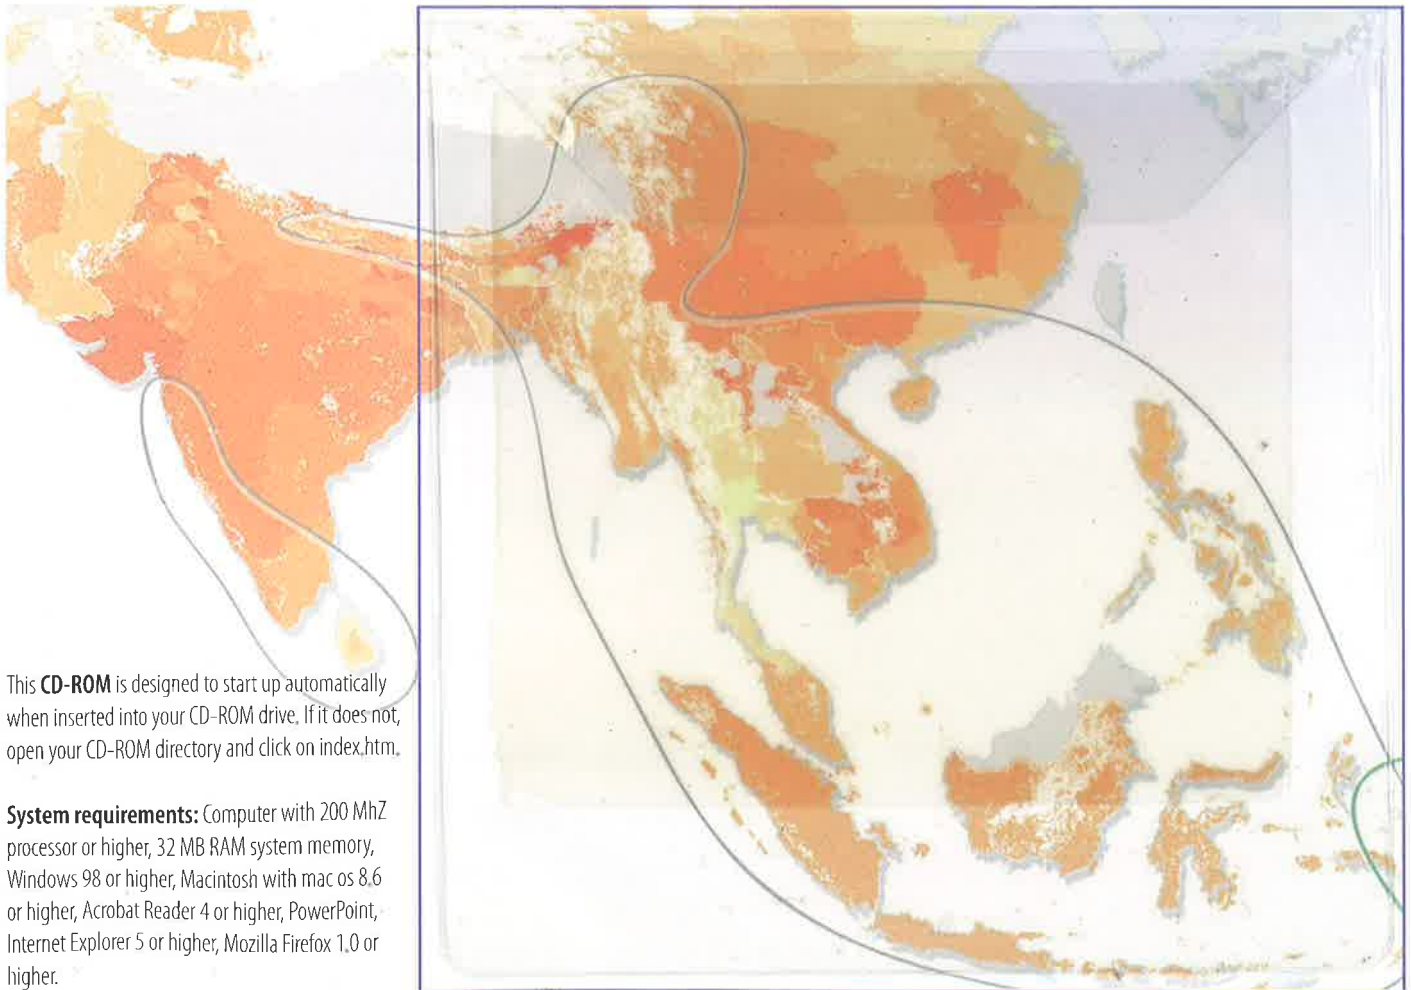 This CD-ROM is designed to start up automatically
when inserted into your CD-ROM drive. If it does not,
open your CD-ROM directory and click on index.htm.
System requirements: Computer with 200 MhZ
processor or higher, 32 MB RAM system memory,
Windows 98 or higher, Macintosh with mac os 8.6
or higher, Acrobat Reader 4 or higher, PowerPoint,
Internet Explorer 5 or higher, Mozilla Firefox 1.0 or
higher.